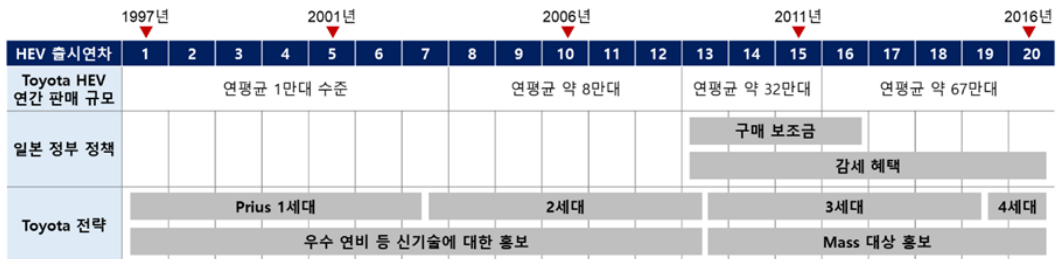 1997년 2001년 2006년 2011년 2016년
HEV 출시연차 1 2 3 4 5 6 7 8 9 10 11 12 13 14 15 16 17 18 19 20
Toyota HEV
연간 판매 규모
연평균 1만대 수준 연평균 약 8만대 연평균 약 32만대 연평균 약 67만대
일본 정부 정책
구매 보조금
감세 혜택
Toyota 전략
Prius 1세대 2세대 3세대 4세대
우수 연비 등 신기술에 대한 홍보 Mass 대상 홍보